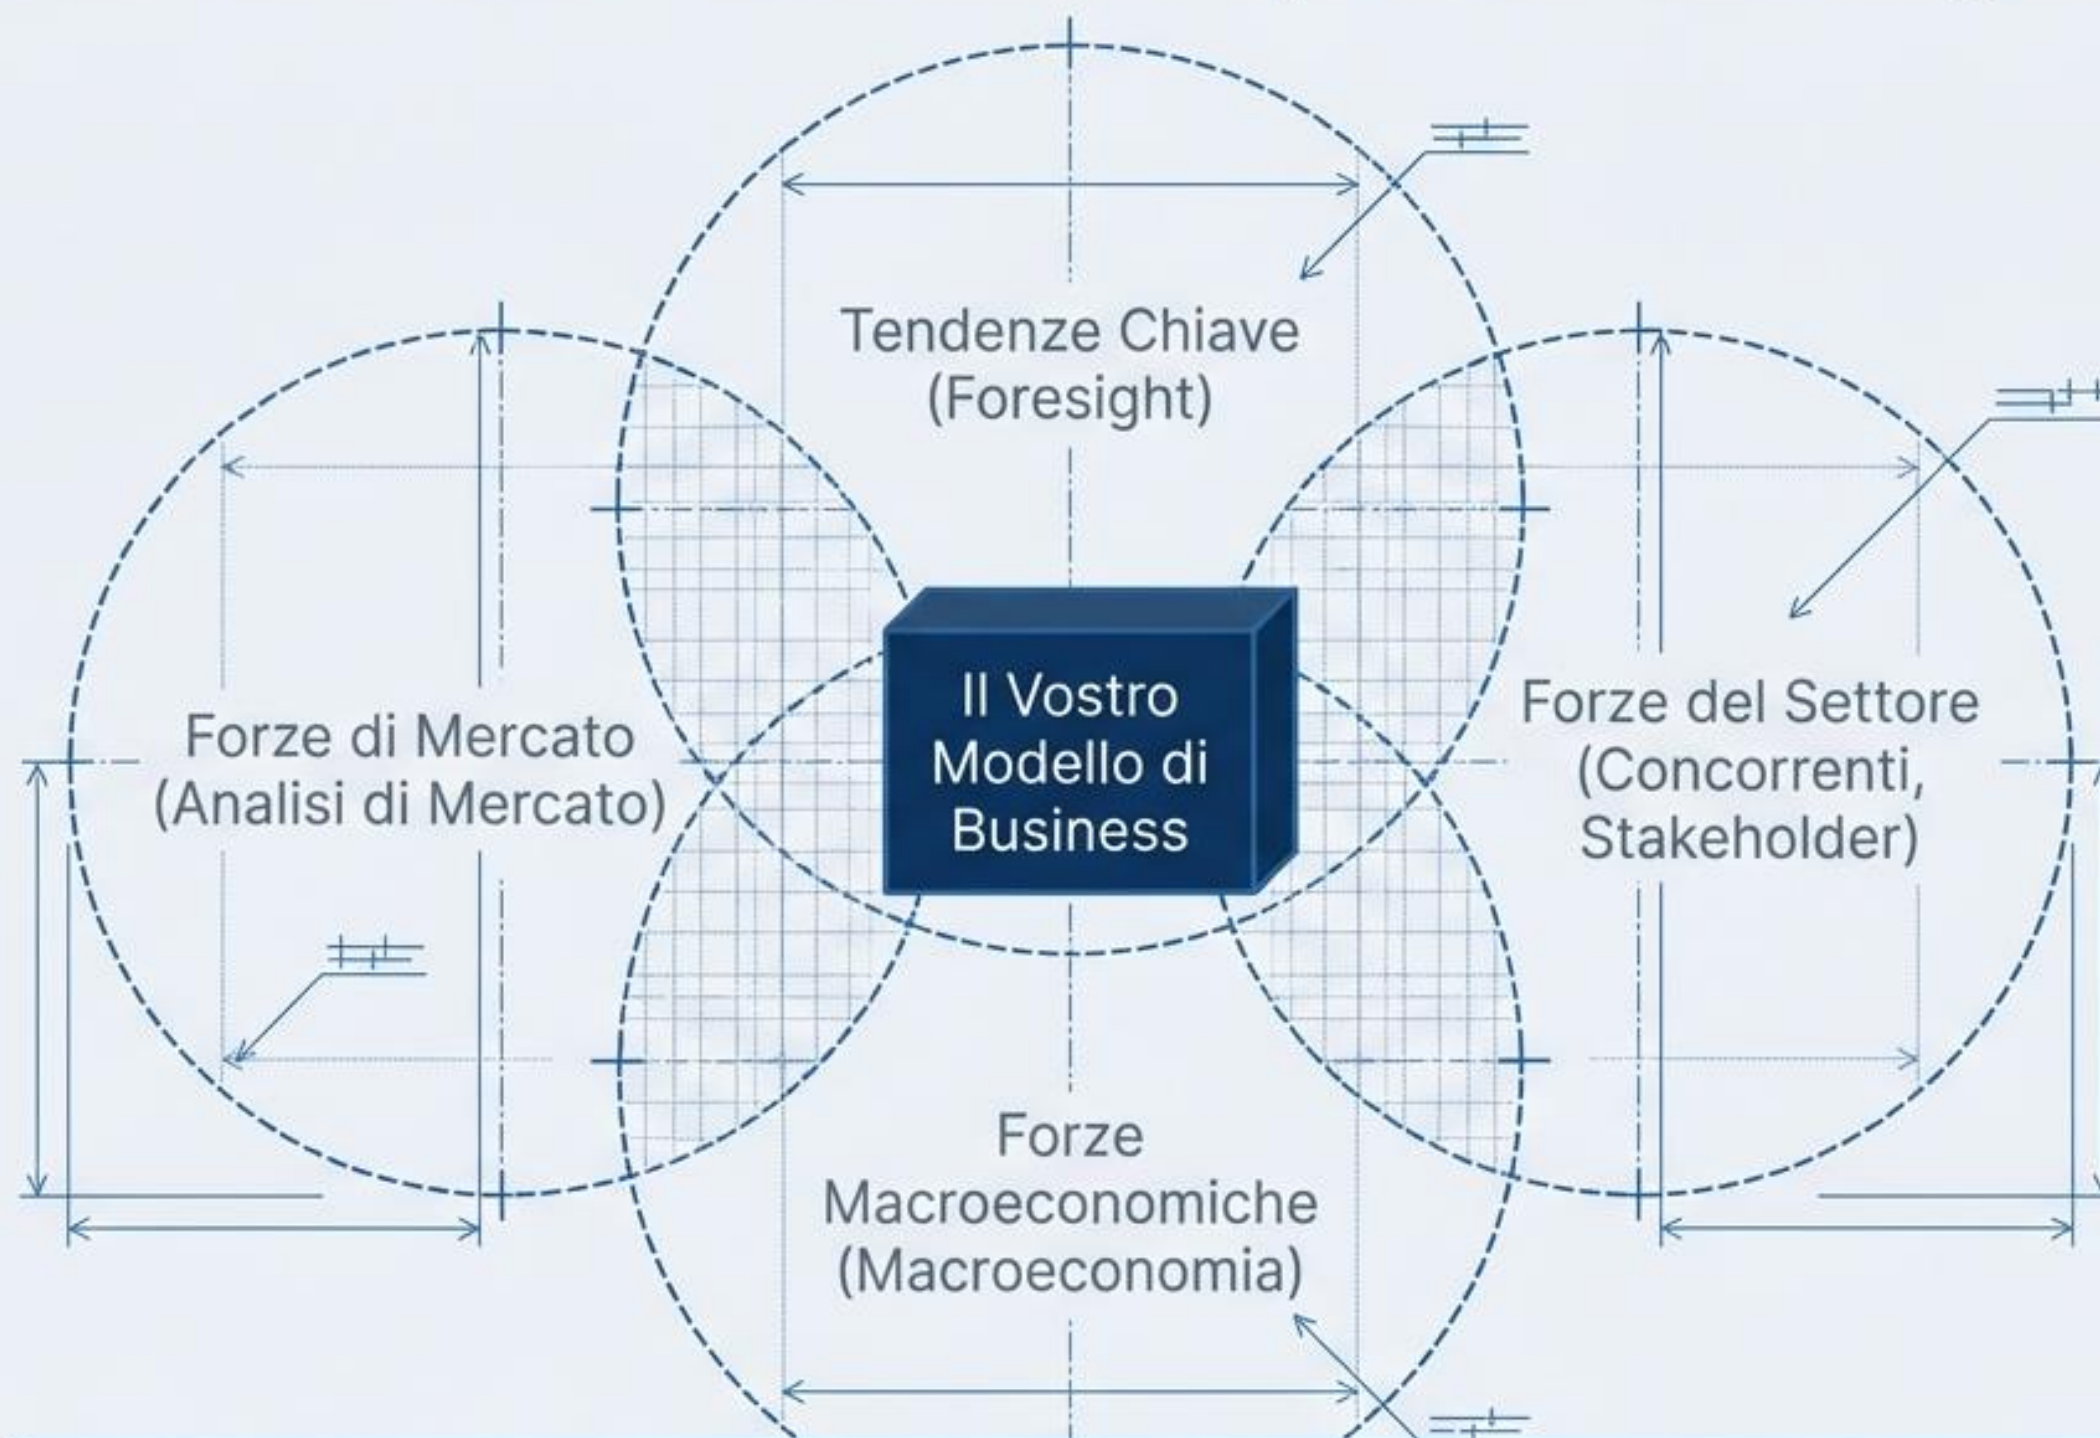 Tendenze Chiave
(Foresight)
Forze di Mercato
(Analisi di Mercato)
Il Vostro
Modello di
Business
Forze del Settore
(Concorrenti,
Stakeholder)
Forze
Macroeconomiche
(Macroeconomia)